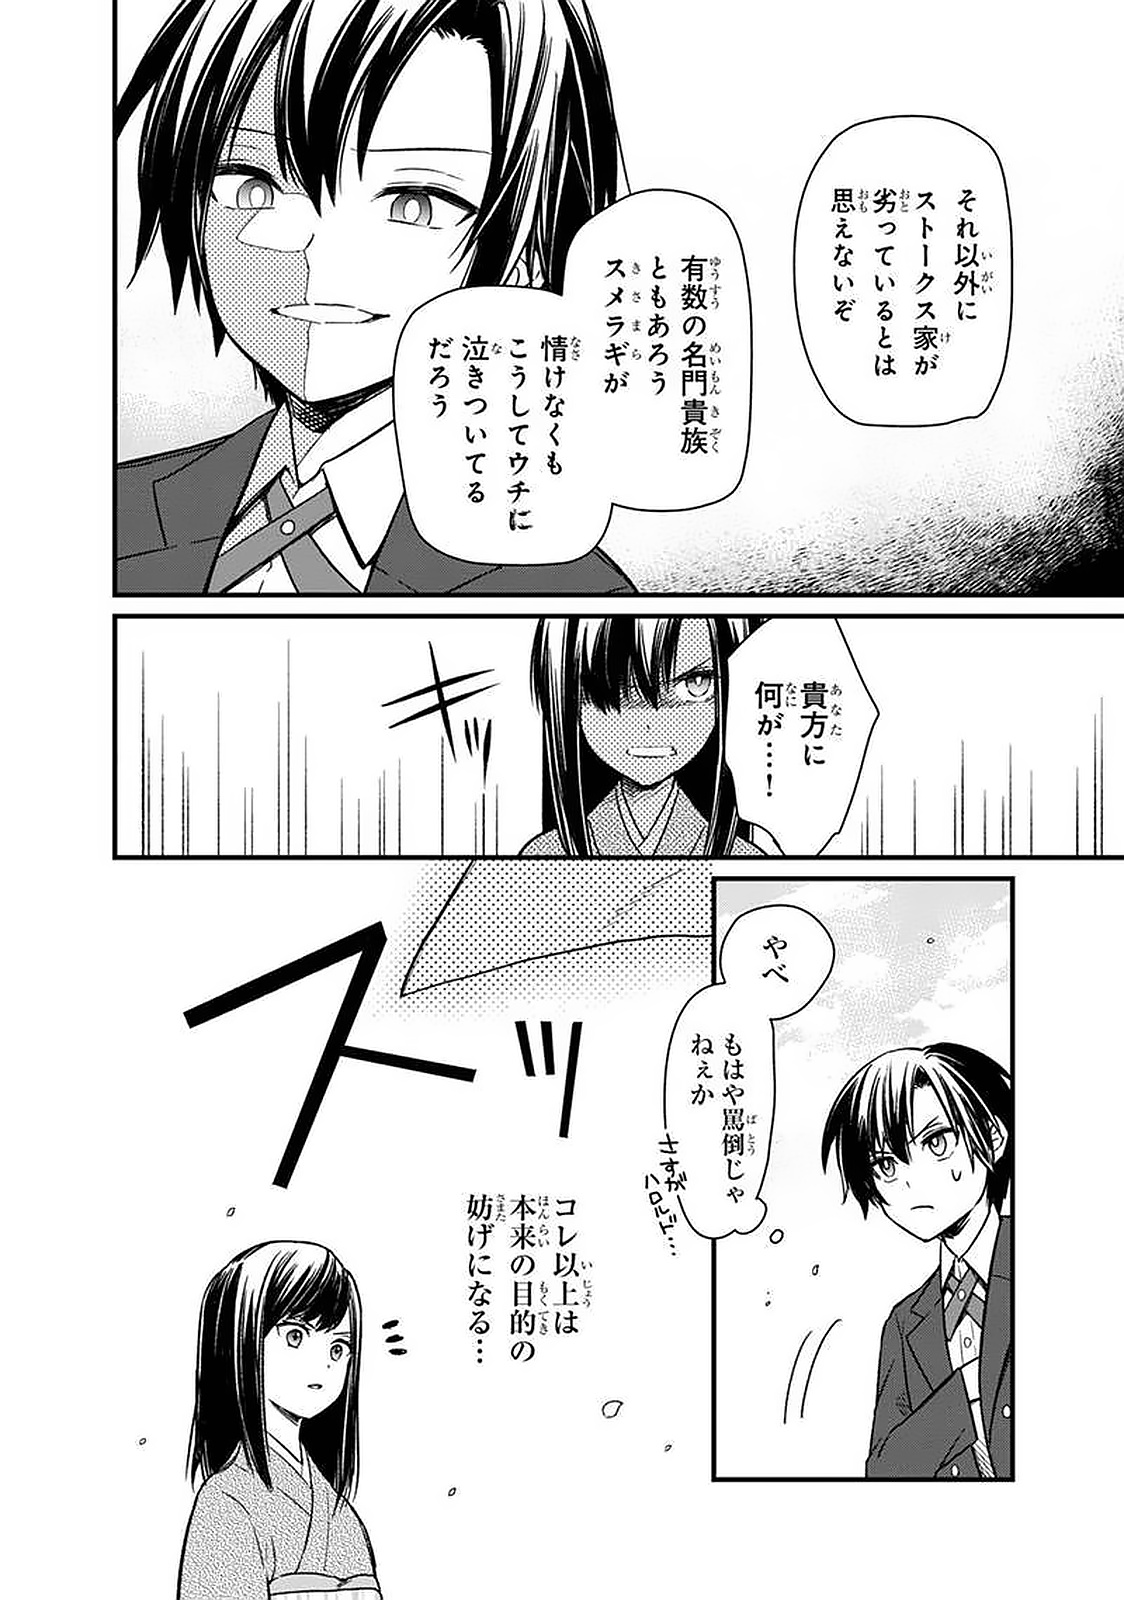 それ以外に
ストークス家が
劣っているとは
思えないぞ
有数の名門貴族
ともあろう
スメラギが
情けなくも
こうしてウチに
泣きついてる
だろう
貴方に
何が…！
やべ
もはや罵倒じゃ
ねぇか
さすが
ハロルド…
ス
ッ
コレ以上は
本来の目的の
妨げになる…